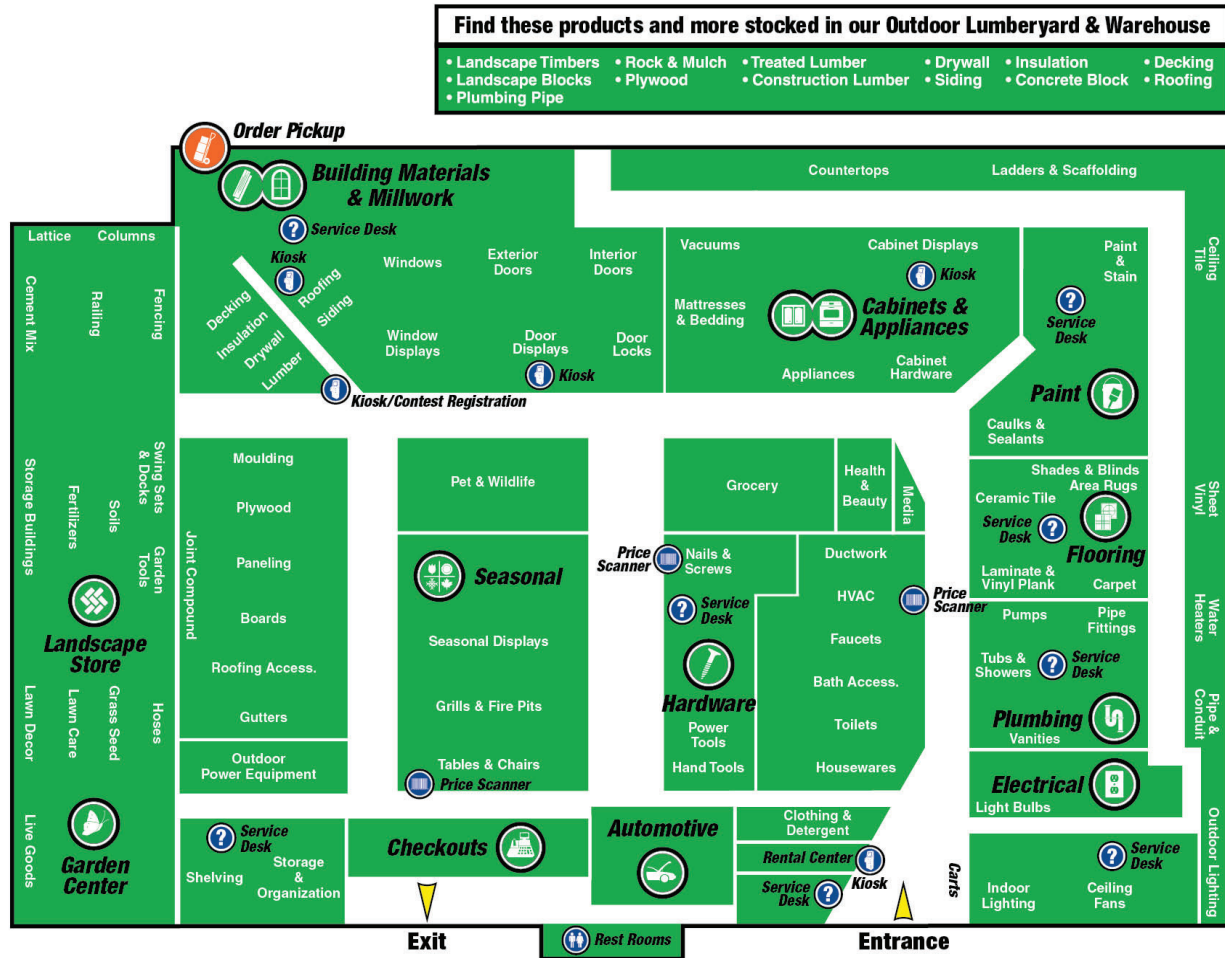 Find these products and more stocked in our Outdoor Lumberyard & Warehouse
• Landscape Timbers • Rock & Mulch • Treated Lumber • Drywall • Insulation • Decking
• Landscape Blocks • Plywood • Construction Lumber • Siding • Concrete Block • Roofing
• Plumbing Pipe
Order Pickup
Building Materials
& Millwork
Service Desk
Kiosk
Decking
Insulation
Drywall
Lumber
Roofing
Siding
Windows
Exterior
Doors
Interior
Doors
Window
Displays
Door
Displays
Door
Locks
Kiosk
Kiosk/Contest Registration
Countertops
Ladders & Scaffolding
Vacuums
Cabinet Displays
Kiosk
Mattresses
& Bedding
Cabinets &
Appliances
Appliances
Cabinet
Hardware
Paint
&
Stain
Service
Desk
Paint
Caulks &
Sealants
Ceiling
Tile
Sheet
Vinyl
Water
Heaters
Pipe &
Conduit
Outdoor Lighting
Lattice
Columns
Cement Mix
Railing
Fencing
Storage Buildings
Fertilizers
Soils
Swing Sets
& Docks
Garden
Tools
Landscape
Store
Lawn Decor
Lawn Care
Grass Seed
Hoses
Live Goods
Garden
Center
Joint Compound
Moulding
Plywood
Paneling
Boards
Roofing Access.
Gutters
Outdoor
Power Equipment
Service
Desk
Shelving
Storage
&
Organization
Pet & Wildlife
Seasonal
Seasonal Displays
Grills & Fire Pits
Tables & Chairs
Price Scanner
Checkouts
Grocery
Health
&
Beauty
Media
Price
Scanner
Nails &
Screws
Service
Desk
Hardware
Power
Tools
Hand Tools
Ductwork
HVAC
Price
Scanner
Faucets
Bath Access.
Toilets
Housewares
Shades & Blinds
Area Rugs
Ceramic Tile
Service
Desk
Flooring
Laminate &
Vinyl Plank
Carpet
Pumps
Pipe
Fittings
Tubs &
Showers
Service
Desk
Plumbing
Vanities
Electrical
Light Bulbs
Service
Desk
Indoor
Lighting
Ceiling
Fans
Automotive
Clothing &
Detergent
Rental Center
Kiosk
Service
Desk
Carts
Exit
Rest Rooms
Entrance